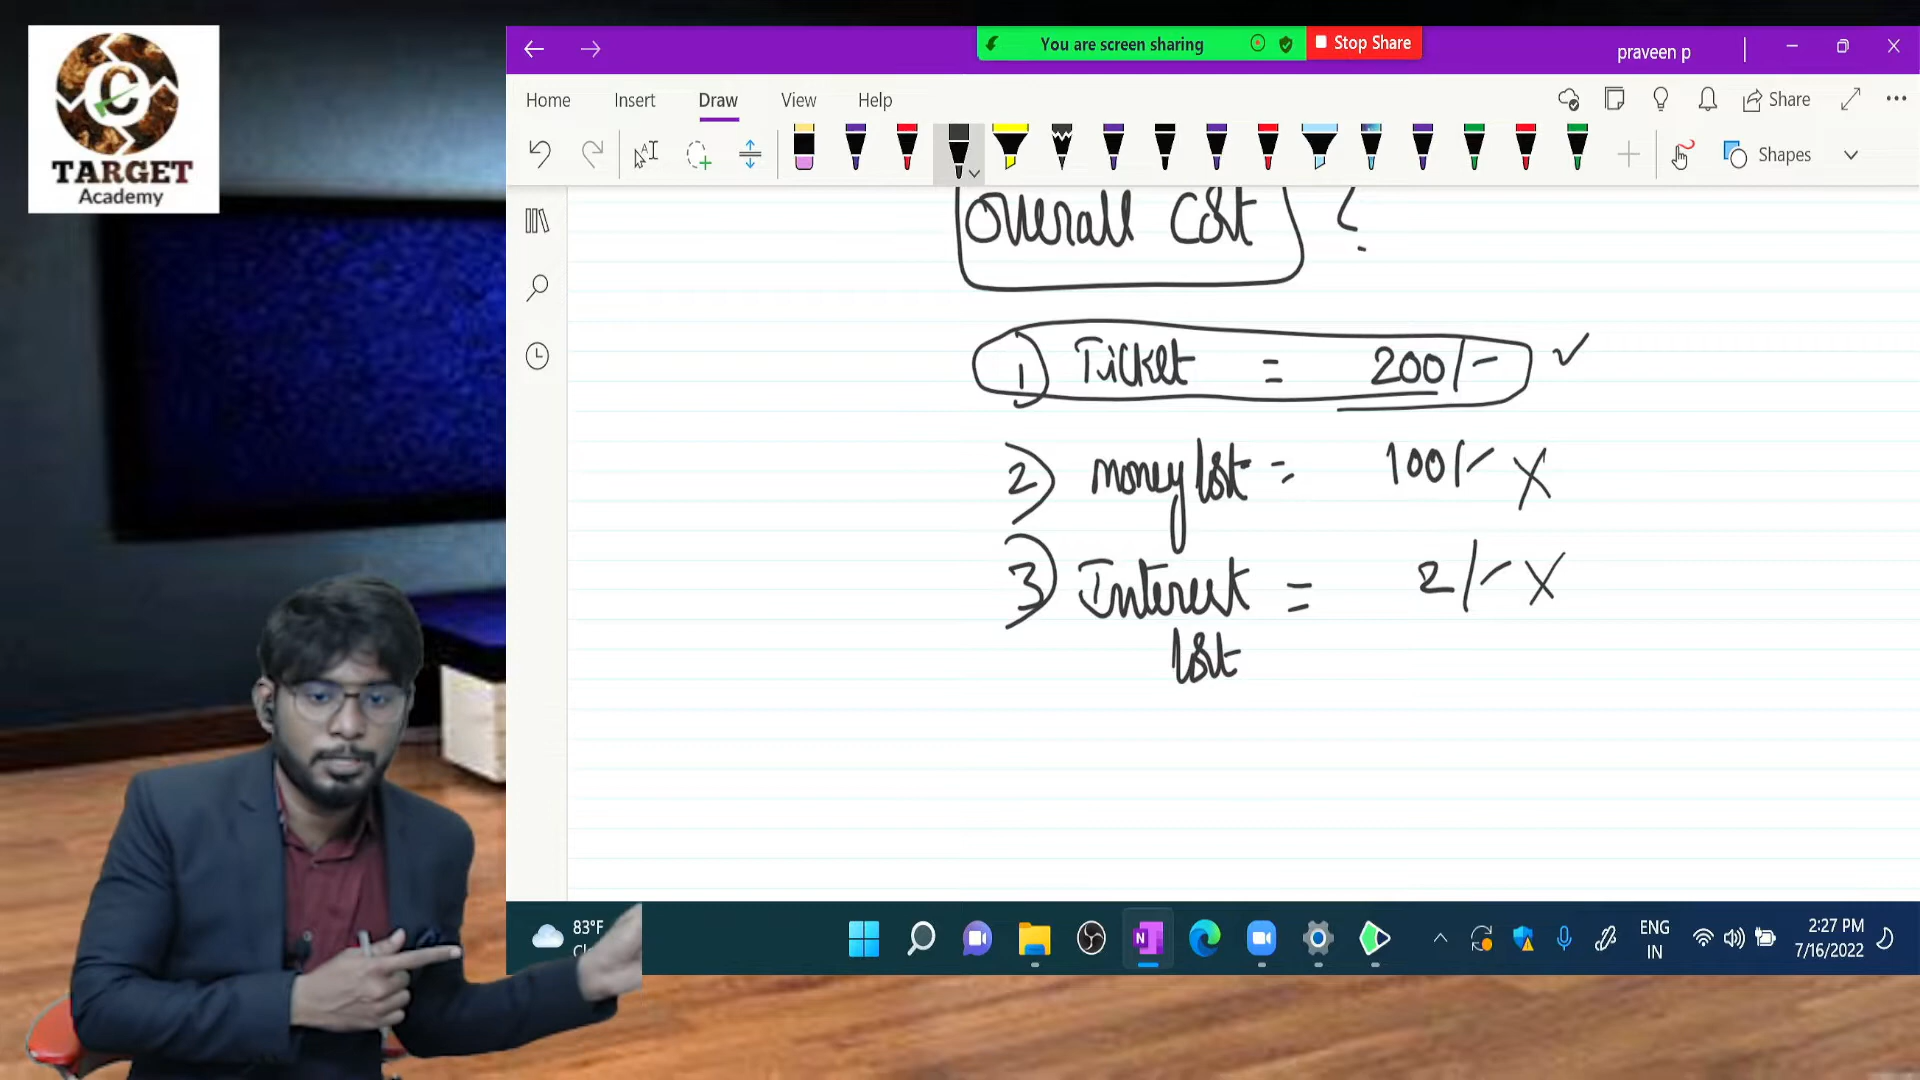 TARGET
Academy
You are screen sharing
Stop Share
praveen p
Home Insert Draw View Help
Share
Shapes
Overall Cost ?
1) Ticket = 200/-
2) money lost = 100/- X
3) Interest = 2/- X
lost
83°F
ENG
IN
2:27 PM
7/16/2022